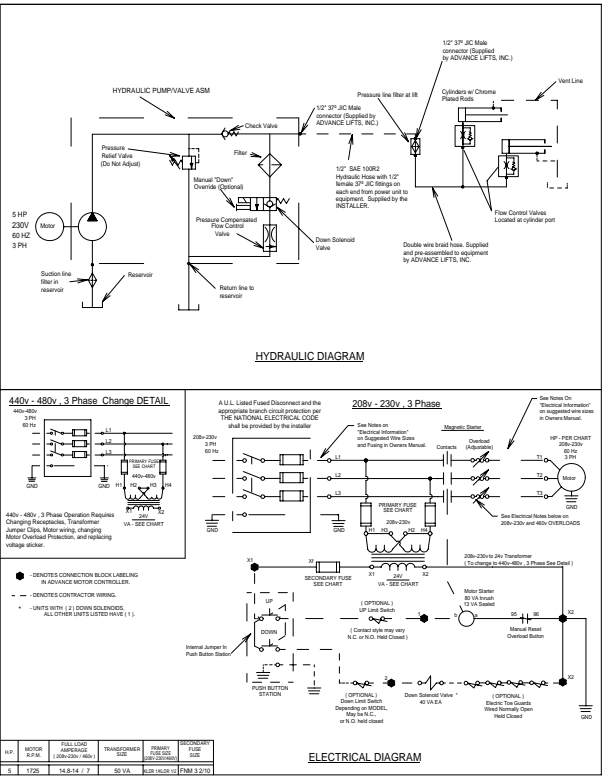 1/2" 37º JIC Male
connector (Supplied
by ADVANCE LIFTS, INC.)
Vent Line
Cylinders w/ Chrome
Plated Rods
Pressure line filter at lift
HYDRAULIC PUMP/VALVE ASM
1/2" 37º JIC Male
connector (Supplied by
ADVANCE LIFTS, INC.)
Check Valve
Pressure
Relief Valve
(Do Not Adjust)
Filter
1/2" SAE 100R2
Hydraulic Hose with 1/2"
female 37º JIC fittings on
each end from power unit to
equipment. Supplied by the
INSTALLER.
Manual "Down"
Override (Optional)
Pressure Compensated
Flow Control
Valve
Down Solenoid
Valve
Flow Control Valves
Located at cylinder port
5 HP
230V
60 HZ
3 PH
Motor
Double wire braid hose. Supplied
and pre-assembled to equipment
by ADVANCE LIFTS, INC.
Suction line
filter in
reservoir
Reservoir
Return line to
reservoir
HYDRAULIC DIAGRAM
440v - 480v , 3 Phase Change DETAIL
440v-480v
3 PH
60 Hz
L1
L2
L3
PRIMARY FUSE
SEE CHART
440v-480v
H1 H2 H3 H4
GND
X1 X2
24V
VA - SEE CHART
440v - 480v , 3 Phase Operation Requires
Changing Receptacles, Transformer
Jumper Clips, Motor wiring, changing
Motor Overload Protection, and replacing
voltage sticker.
A U.L. Listed Fused Disconnect and the
appropriate branch circuit protection per
THE NATIONAL ELECTRICAL CODE
shall be provided by the installer
208v - 230v , 3 Phase
See Notes On
"Electrical Information"
on suggested wire sizes
in Owners Manual.
208v-230v
3 PH
60 Hz
See Notes on
"Electrical Information"
on Suggested Wire Sizes
and Fusing in Owners Manual.
Magnetic Starter
Contacts
Overload
(Adjustable)
HP - PER CHART
208v-230v
60 Hz
3 PH
L1
L2
L3
T1
T2
T3
Motor
GND
GND
PRIMARY FUSE
SEE CHART
208v-230v
H1 H3 H2 H4
See Electrical Notes below on
208v-230v and 460v OVERLOADS
208v-230v to 24v Transformer
( To change to 440v-480v , 3 Phase See Detail )
X1
Xf
SECONDARY FUSE
SEE CHART
X1 X2
24V
VA - SEE CHART
- DENOTES CONNECTION BLOCK LABELING
IN ADVANCE MOTOR CONTROLLER.
- DENOTES CONTRACTOR WIRING.
* - UNITS WITH ( 2 ) DOWN SOLENOIDS,
ALL OTHER UNITS LISTED HAVE ( 1 ).
UP
DOWN
Internal Jumper In
Push Button Station
PUSH BUTTON
STATION
( OPTIONAL )
UP Limit Switch
( Contact style may vary
N.C. or N.O. Held Closed )
1
Motor Starter
80 VA Inrush
13 VA Sealed
b a
95 96
Manual Reset
Overload Button
X2
GND
2
X2
( OPTIONAL )
Down Limit Switch
Depending on MODEL,
May be N.C.,
or N.O. held closed
Down Solenoid Valve *
40 VA EA
( OPTIONAL )
Electric Toe Guards
Wired Normally Open
Held Closed
GND
H.P. MOTOR R.P.M. FULL LOAD AMPERAGE ( 208v-230v / 460v ) TRANSFORMER SIZE PRIMARY FUSE SIZE (208V-230V/460V) SECONDARY FUSE SIZE
5 1725 14.8-14 / 7 50 VA FNM 3.2/10
ELECTRICAL DIAGRAM